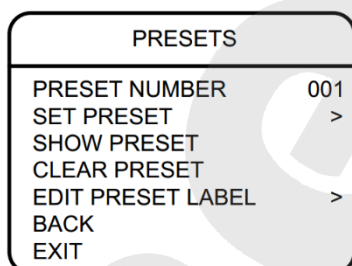 PRESETS
PRESET NUMBER 001
SET PRESET >
SHOW PRESET
CLEAR PRESET
EDIT PRESET LABEL >
BACK
EXIT